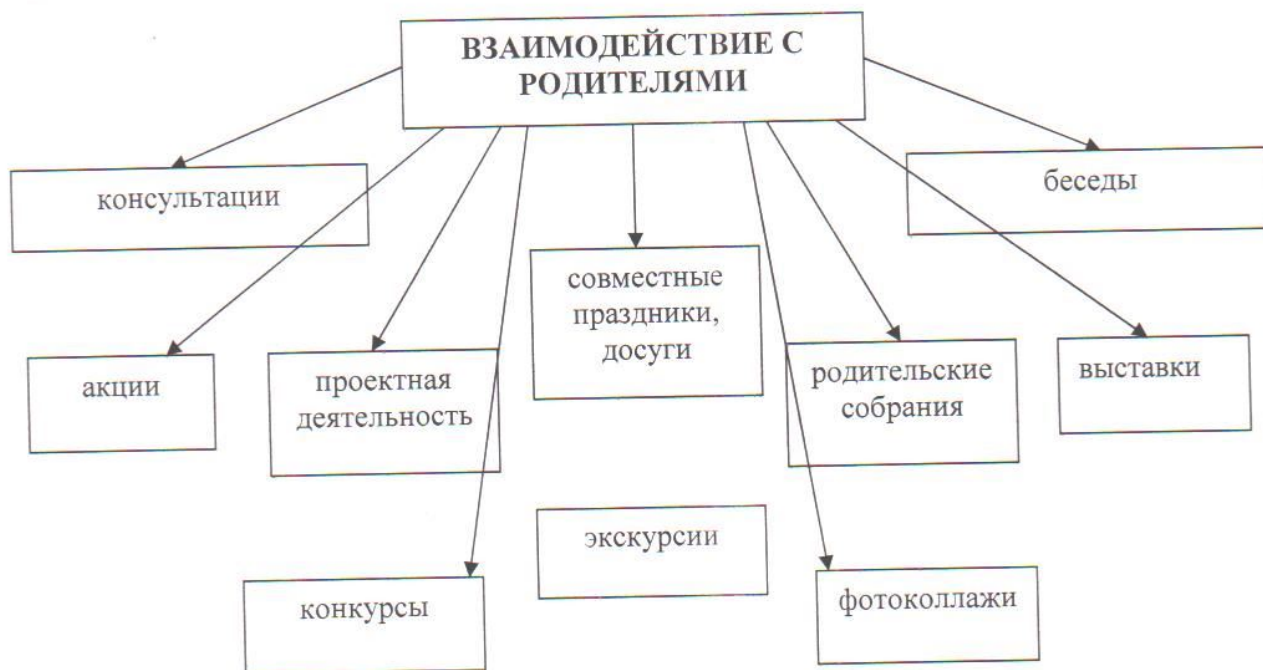 ВЗАИМОДЕЙСТВИЕ С
РОДИТЕЛЯМИ
консультации
беседы
совместные
праздники,
досуги
акции
проектная
деятельность
родительские
собрания
выставки
экскурсии
конкурсы
фотоколлажи